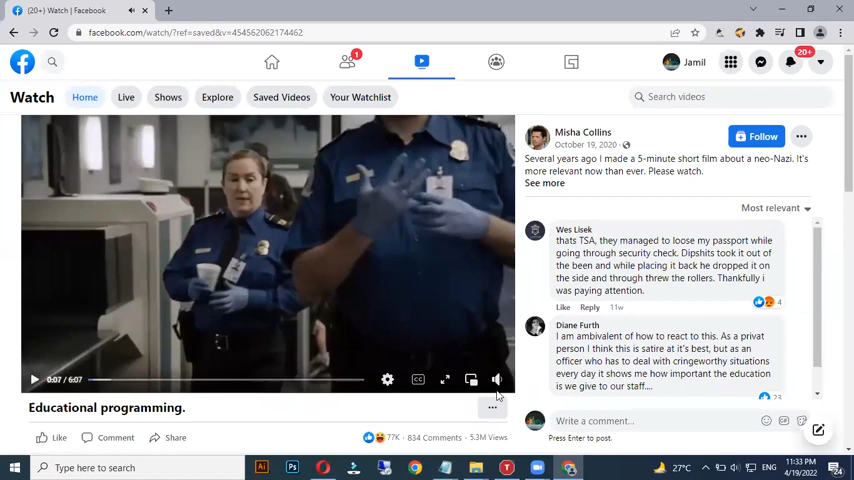 (20+) Watch | Facebook
facebook.com/watch/?ref=saved&v=454562062174462
1
Jamil
20+
Watch
Home
Live
Shows
Explore
Saved Videos
Your Watchlist
Search videos
Misha Collins
October 19, 2020 ·
Follow
Several years ago I made a 5-minute short film about a neo-Nazi. It's
more relevant now than ever. Please watch.
See more
Most relevant
Wes Lisek
thats TSA, they managed to loose my passport while
going through security check. Dipshits took it out of
the been and while placing it back he dropped it on
the side and through threw the rollers. Thankfully i
was paying attention.
4
Like Reply 11w
Diane Furth
I am ambivalent of how to react to this. As a privat
person I think this is satire at it's best, but as an
officer who has to deal with cringeworthy situations
every day it shows me how important the education
is we give to our staff....
23
0:07 / 6:07
CC
Educational programming.
Like
Comment
Share
77K · 834 Comments · 5.3M Views
Write a comment...
GIF
Press Enter to post.
Type here to search
Ai
Ps
T
27°C
ENG
11:33 PM
4/19/2022
24